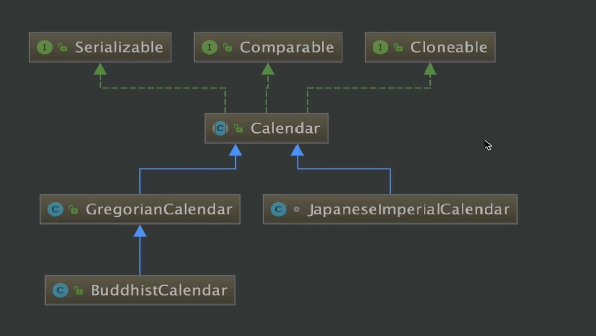 Serializable
Comparable
Cloneable
Calendar
GregorianCalendar
JapaneseImperialCalendar
BuddhistCalendar